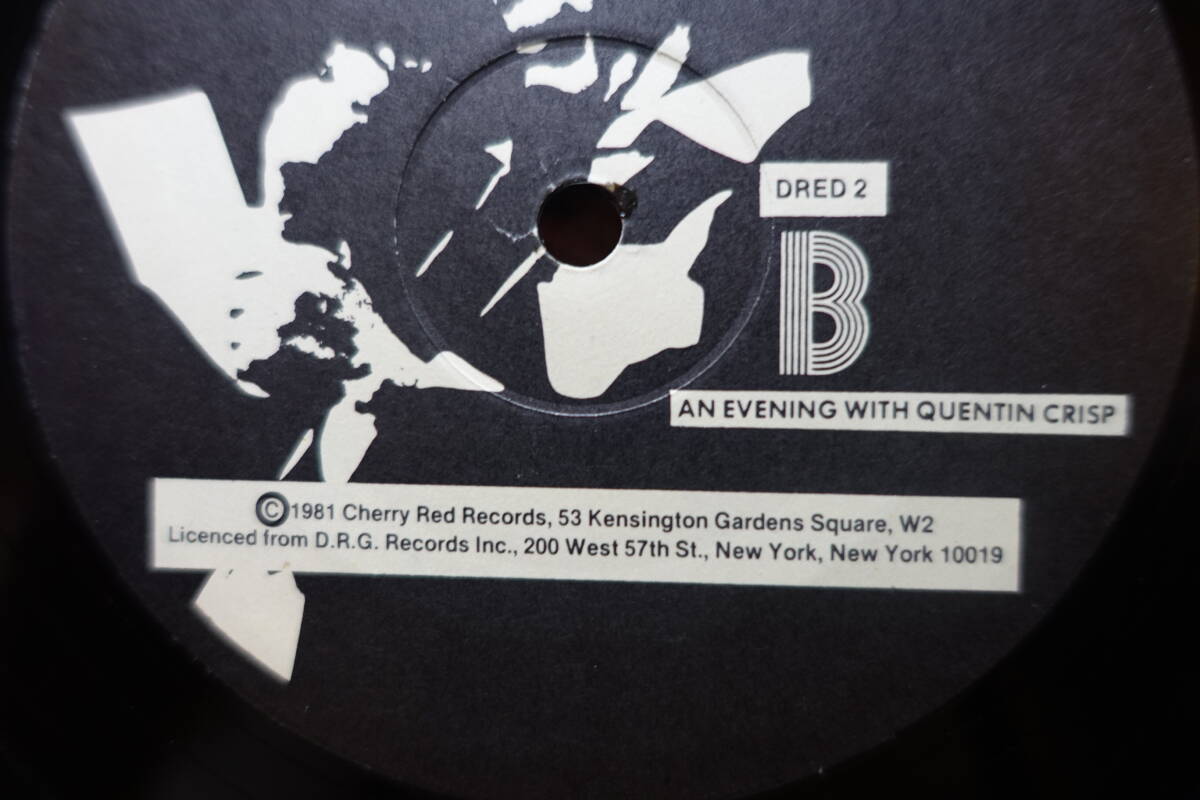 DRED 2
B
AN EVENING WITH QUENTIN CRISP
©1981 Cherry Red Records, 53 Kensington Gardens Square, W2
Licenced from D.R.G. Records Inc., 200 West 57th St., New York, New York 10019